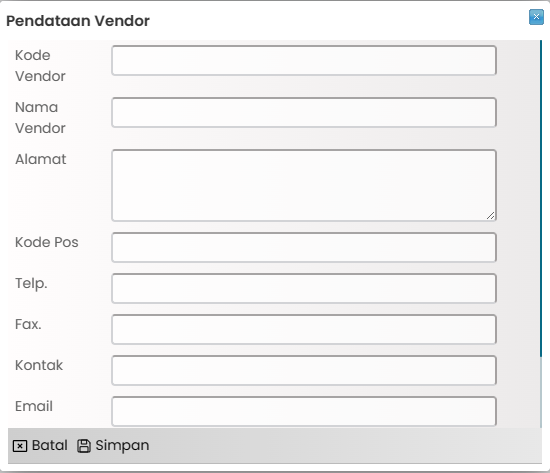 Pendataan Vendor
Kode
Vendor
Nama
Vendor
Alamat
Kode Pos
Telp.
Fax.
Kontak
Email
Batal Simpan